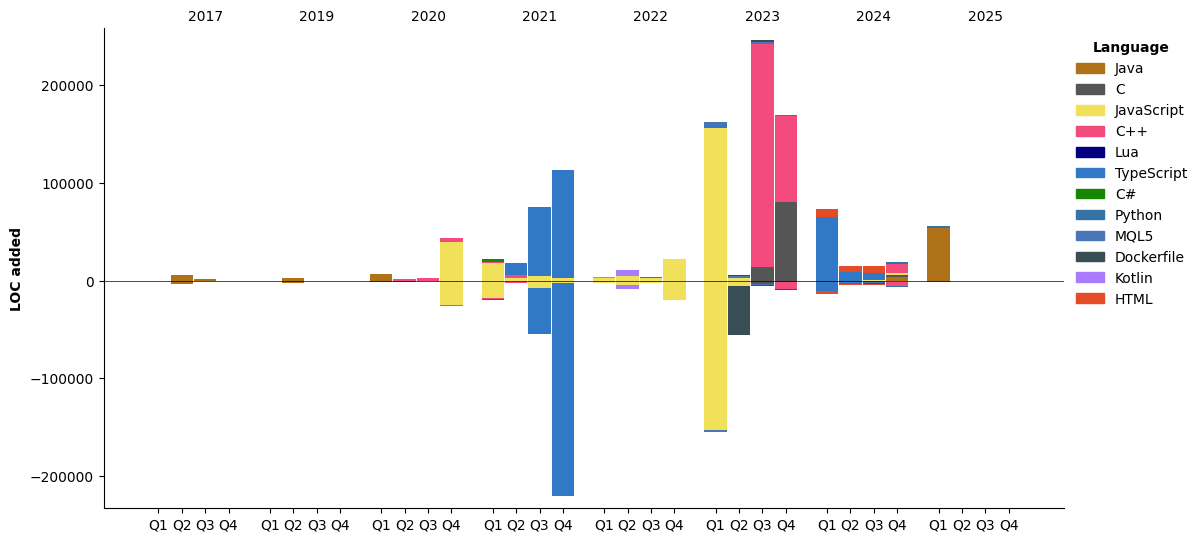 2017 2019 2020 2021 2022 2023 2024 2025
LOC added
200000
100000
0
−100000
−200000
Q1 Q2 Q3 Q4 Q1 Q2 Q3 Q4 Q1 Q2 Q3 Q4 Q1 Q2 Q3 Q4 Q1 Q2 Q3 Q4 Q1 Q2 Q3 Q4 Q1 Q2 Q3 Q4 Q1 Q2 Q3 Q4
Language
Java
C
JavaScript
C++
Lua
TypeScript
C#
Python
MQL5
Dockerfile
Kotlin
HTML